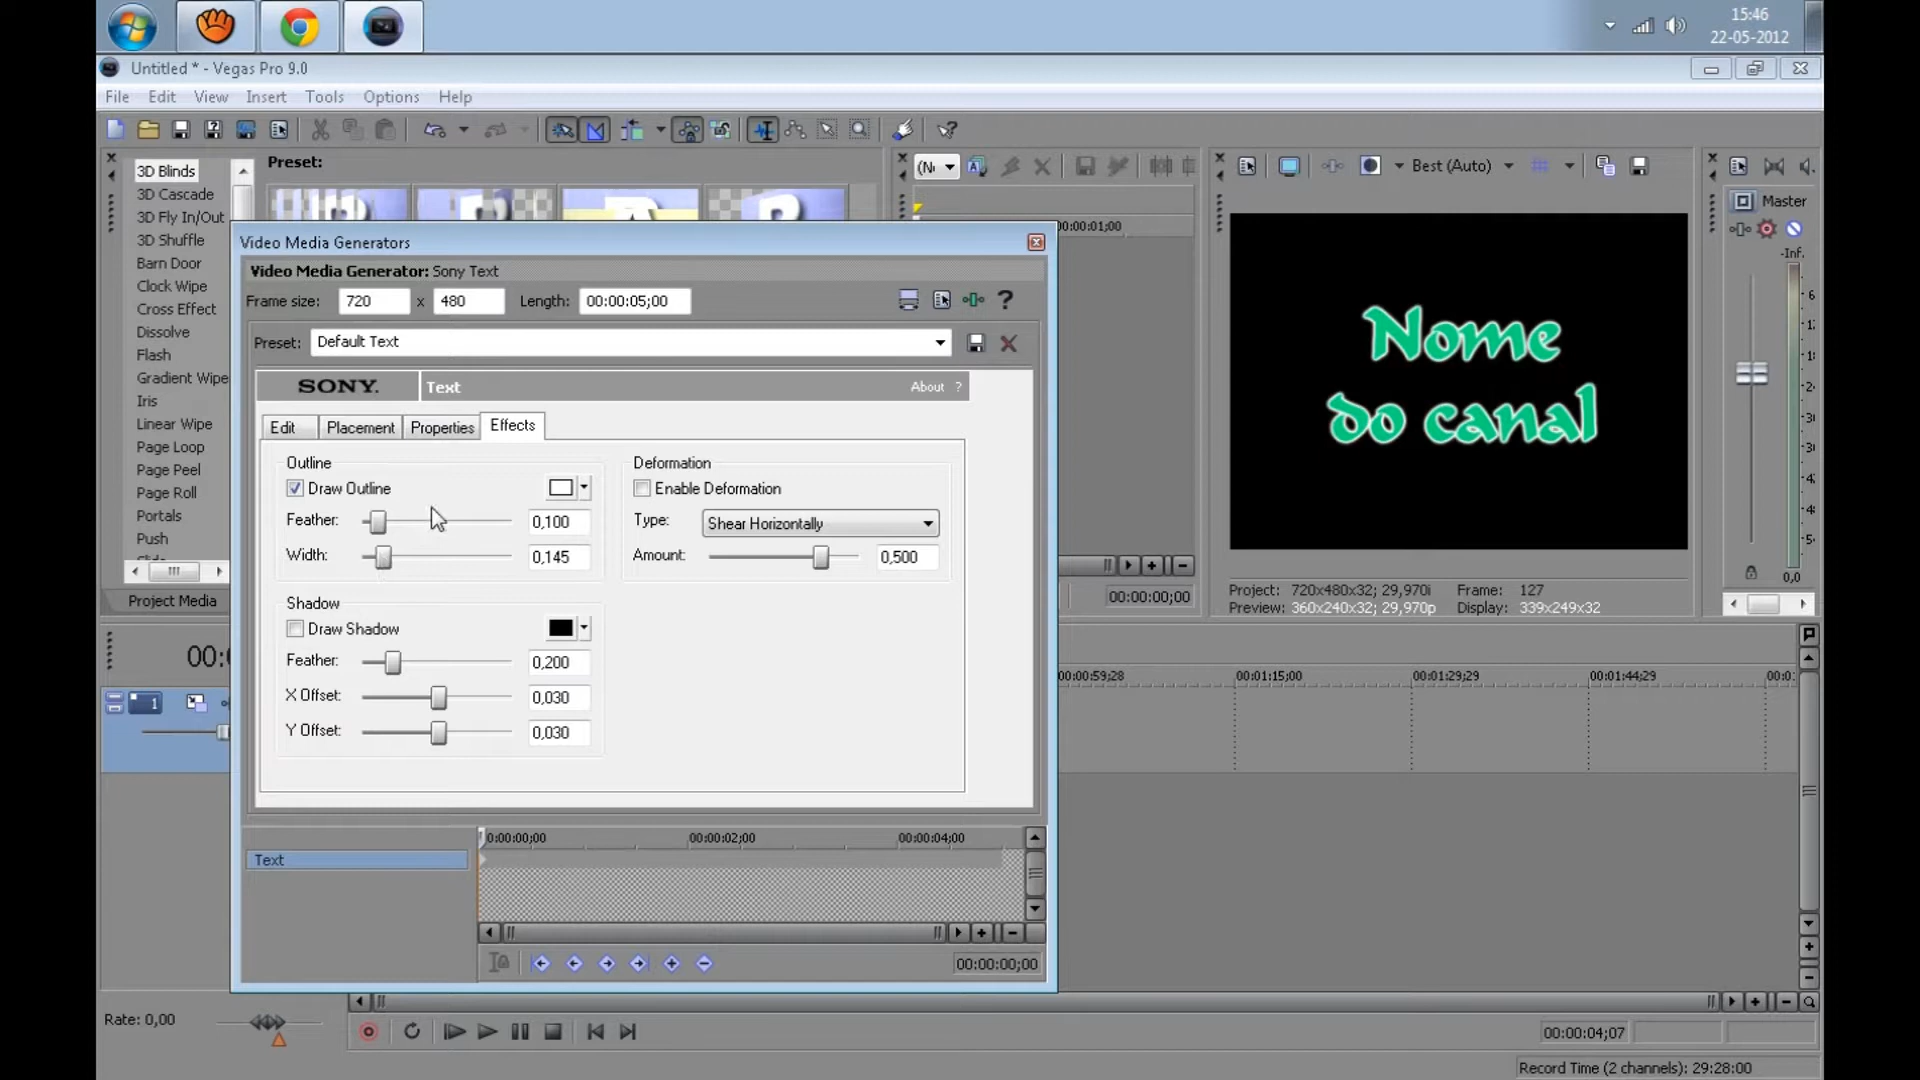 15:46
22-05-2012
Untitled * - Vegas Pro 9.0
File Edit View Insert Tools Options Help
3D Blinds
3D Cascade
3D Fly In/Out
3D Shuffle
Barn Door
Clock Wipe
Cross Effect
Dissolve
Flash
Gradient Wipe
Iris
Linear Wipe
Page Loop
Page Peel
Page Roll
Portals
Push
Project Media
Preset:
Best (Auto)
Master
-Inf.
0:00:01;00
Video Media Generators
Video Media Generator: Sony Text
Frame size: 720 x 480 Length: 00:00:05;00
Preset: Default Text
SONY. Text About ?
Edit Placement Properties Effects
Outline
Draw Outline
Feather: 0,100
Width: 0,145
Deformation
Enable Deformation
Type: Shear Horizontally
Amount: 0,500
Shadow
Draw Shadow
Feather: 0,200
X Offset: 0,030
Y Offset: 0,030
0:00:00;00 00:00:02;00 00:00:04;00
Text
00:00:00;00
Nome
do canal
Project: 720x480x32; 29,970i Frame: 127
Preview: 360x240x32; 29,970p Display: 339x249x32
0,0
00:00:00;00
00:
1
00:00:59;28 00:01:15;00 00:01:29;29 00:01:44;29 00:0
Rate: 0,00
00:00:04;07
Record Time (2 channels): 29:28:00